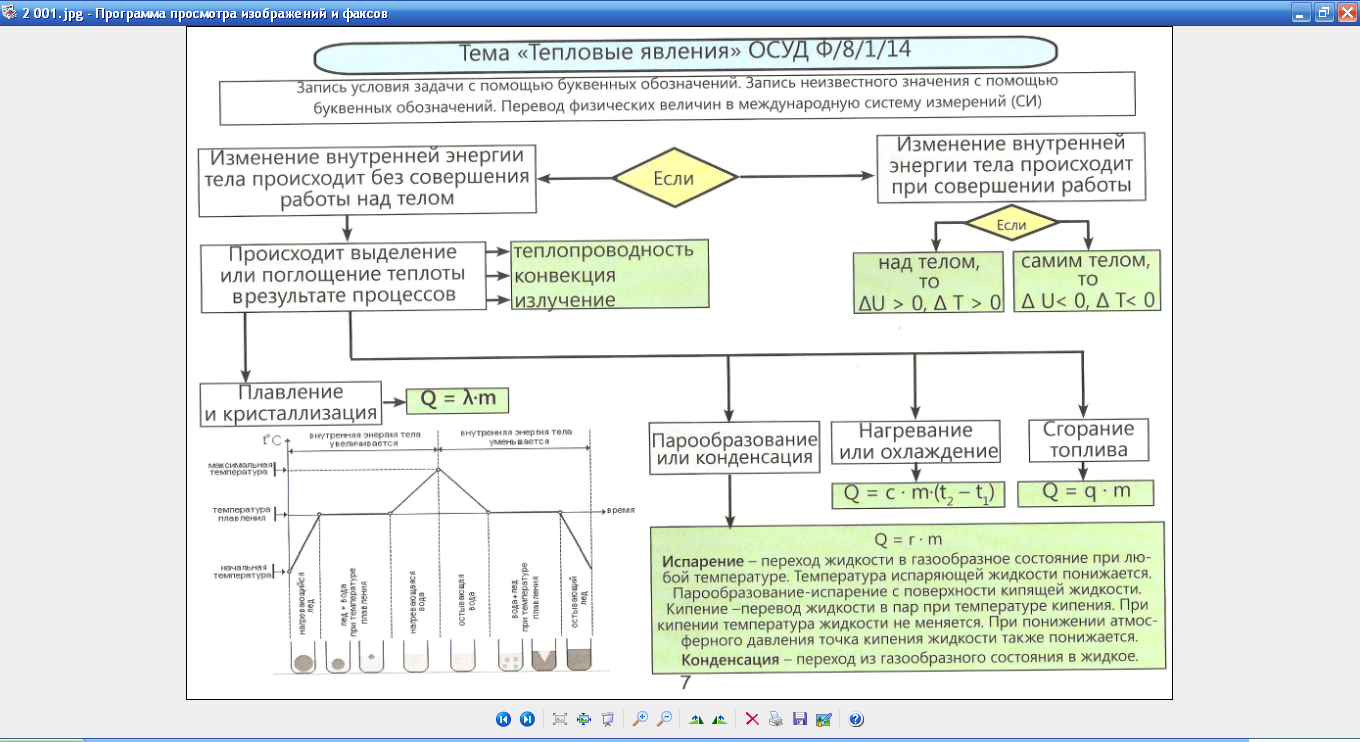 2 001.jpg - Программа просмотра изображений и факсов
Тема «Тепловые явления» ОСУД Ф/8/1/14
Запись условия задачи с помощью буквенных обозначений. Запись неизвестного значения с помощью
буквенных обозначений. Перевод физических величин в международную систему измерений (СИ)
Изменение внутренней энергии
тела происходит без совершения
работы над телом
Если
Изменение внутренней
энергии тела происходит
при совершении работы
Если
Происходит выделение
или поглощение теплоты
в результате процессов
теплопроводность
конвекция
излучение
над телом,
то
ΔU > 0, Δ T > 0
самим телом,
то
Δ U< 0, Δ T< 0
Плавление
и кристаллизация
Q = λ·m
Парообразование
или конденсация
Нагревание
или охлаждение
Сгорание
топлива
Q = c · m·(t₂ – t₁)
Q = q · m
t°C
внутренняя энергия тела
увеличивается
внутренняя энергия тела
уменьшается
максимальная
температура
температура
плавления
начальная
температура
время
нагревающийся
лед
лед + вода
при температуре
плавления
нагревающаяся
вода
остывающая
вода
вода+лед
при температуре
плавления
остывающий
лед
Q = r · m
Испарение – переход жидкости в газообразное состояние при лю-
бой температуре. Температура испаряющей жидкости понижается.
Парообразование-испарение с поверхности кипящей жидкости.
Кипение –перевод жидкости в пар при температуре кипения. При
кипении температура жидкости не меняется. При понижении атмос-
ферного давления точка кипения жидкости также понижается.
Конденсация – переход из газообразного состояния в жидкое.
7